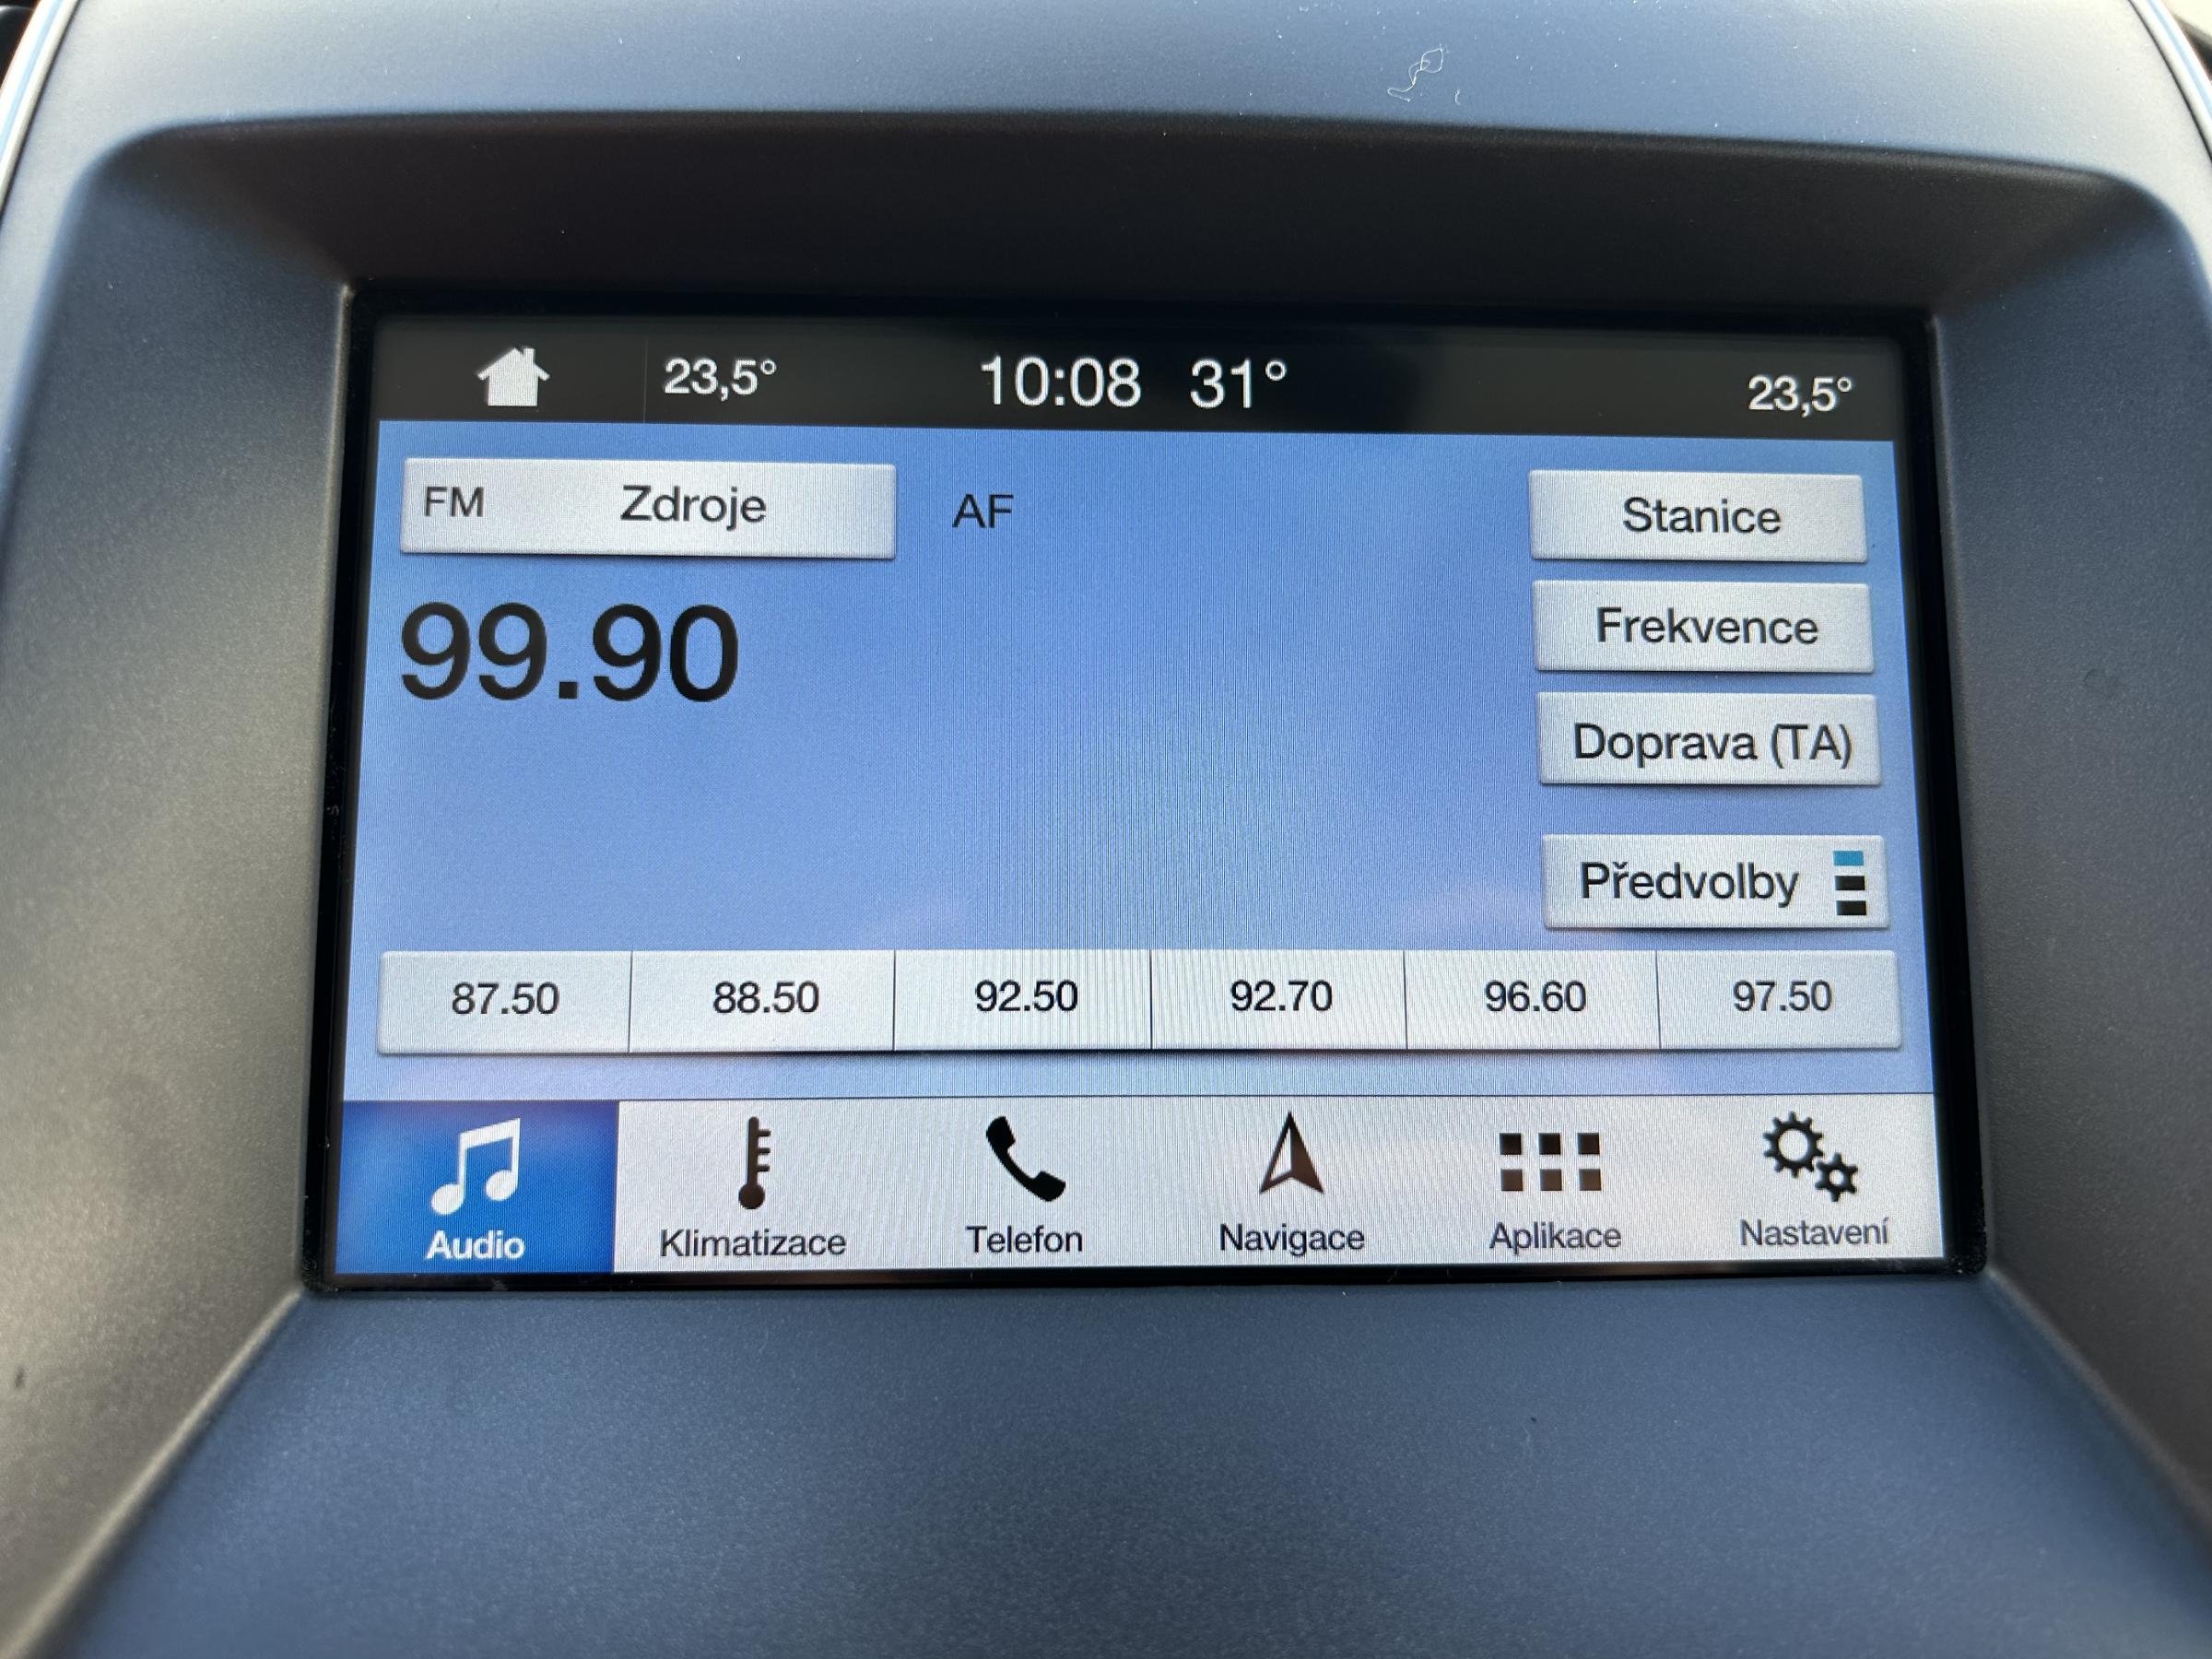 23,5° 10:08 31° 23,5°
FM Zdroje AF Stanice
Frekvence
99.90
Doprava (TA)
Předvolby
87.50 88.50 92.50 92.70 96.60 97.50
Audio Klimatizace Telefon Navigace Aplikace Nastavení